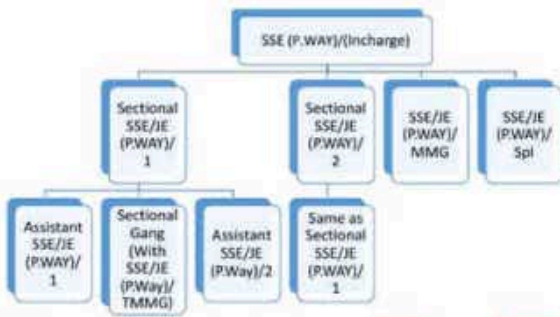 SSE (P.WAY)/(Incharge)
Sectional
SSE/JE
(P.WAY)/
1
Sectional
SSE/JE
(P.WAY)/
2
SSE/JE
(P.WAY)/
MMG
SSE/JE
(P.WAY)/
Spl
Assistant
SSE/JE
(P.WAY)/
1
Sectional
Gang
(With
SSE/JE
(P.Way)/
TMMG)
Assistant
SSE/JE
(P.Way)/2
Same as
Sectional
SSE/JE
(P.WAY)/
1